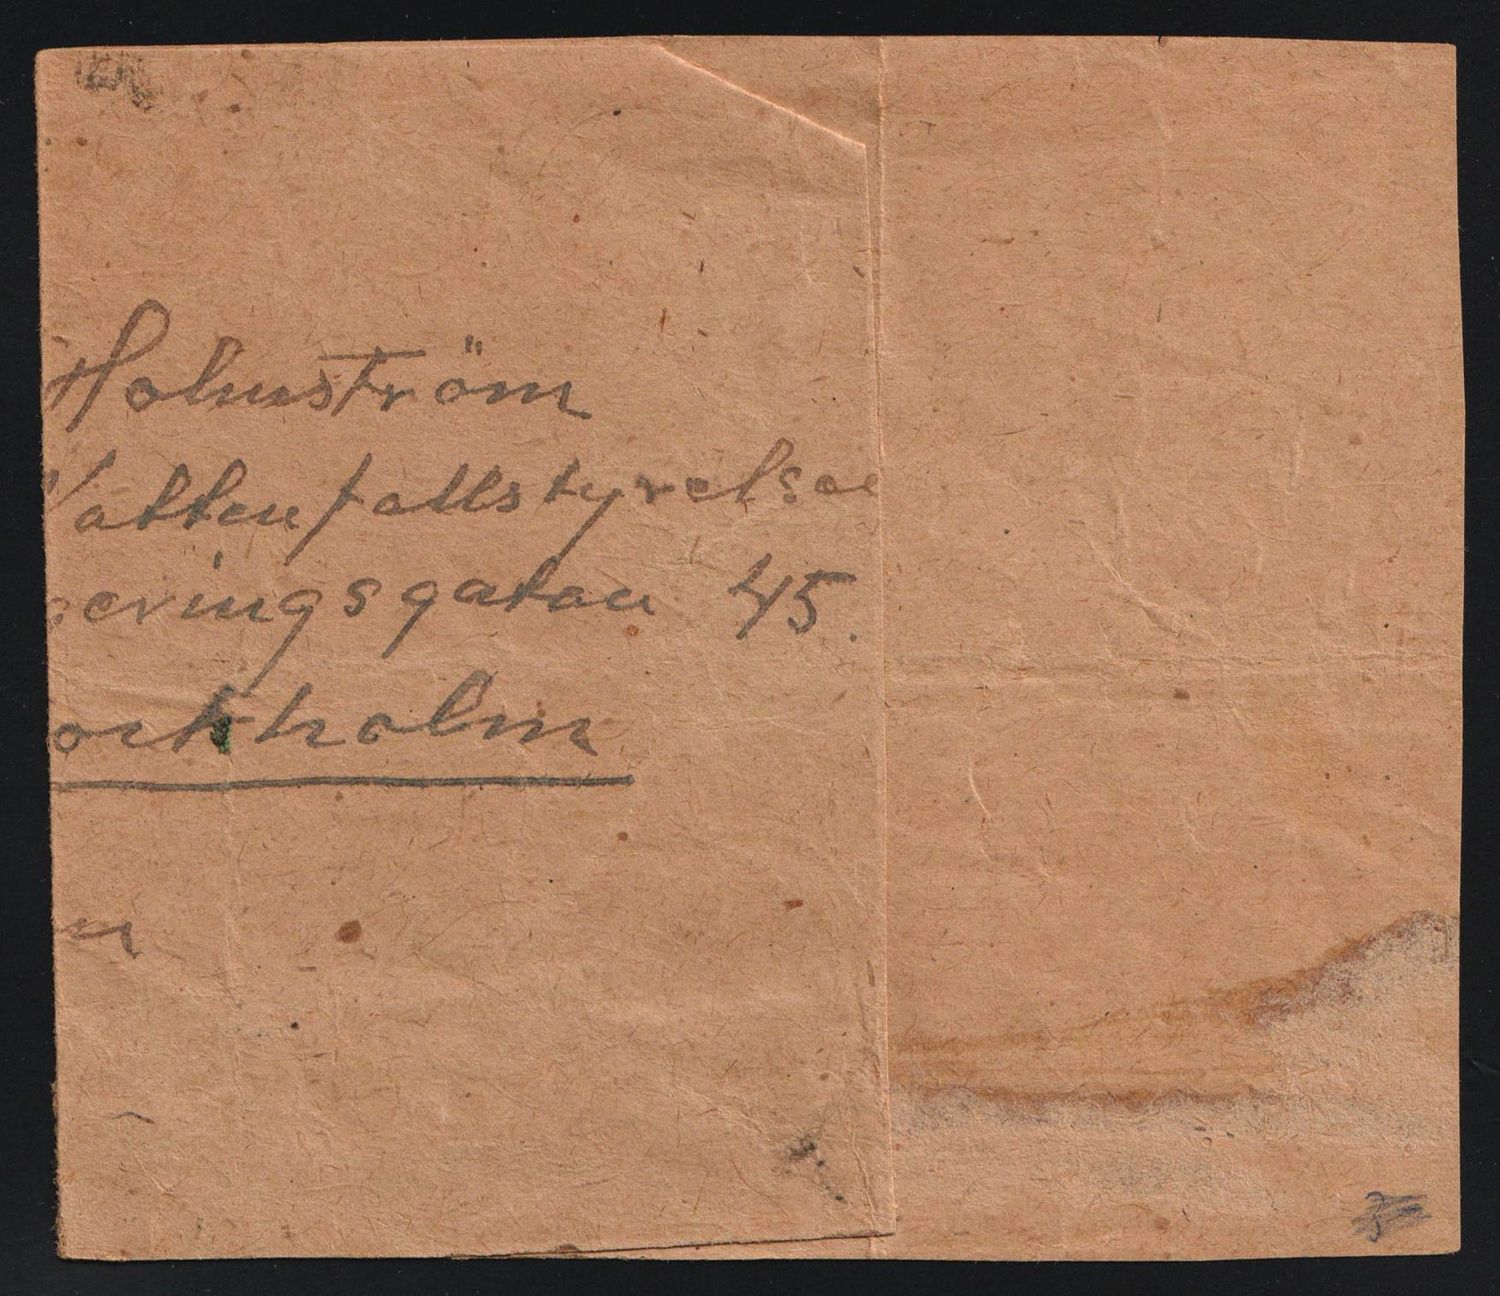 Holmström
Vattenfallstyrelsen
eringsgatan 45.
ockholm
n